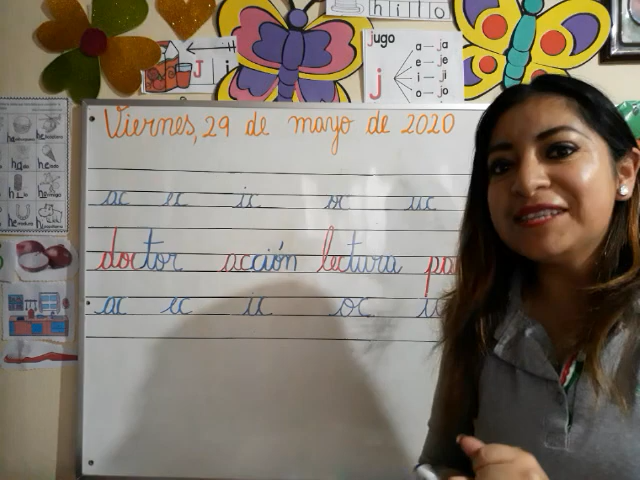 hilo
jugo
a ja
e je
j i ji
o jo
J i
Viernes, 29 de mayo de 2020
ac ec ic oc uc
doctor acción lectura
ac ec ic oc